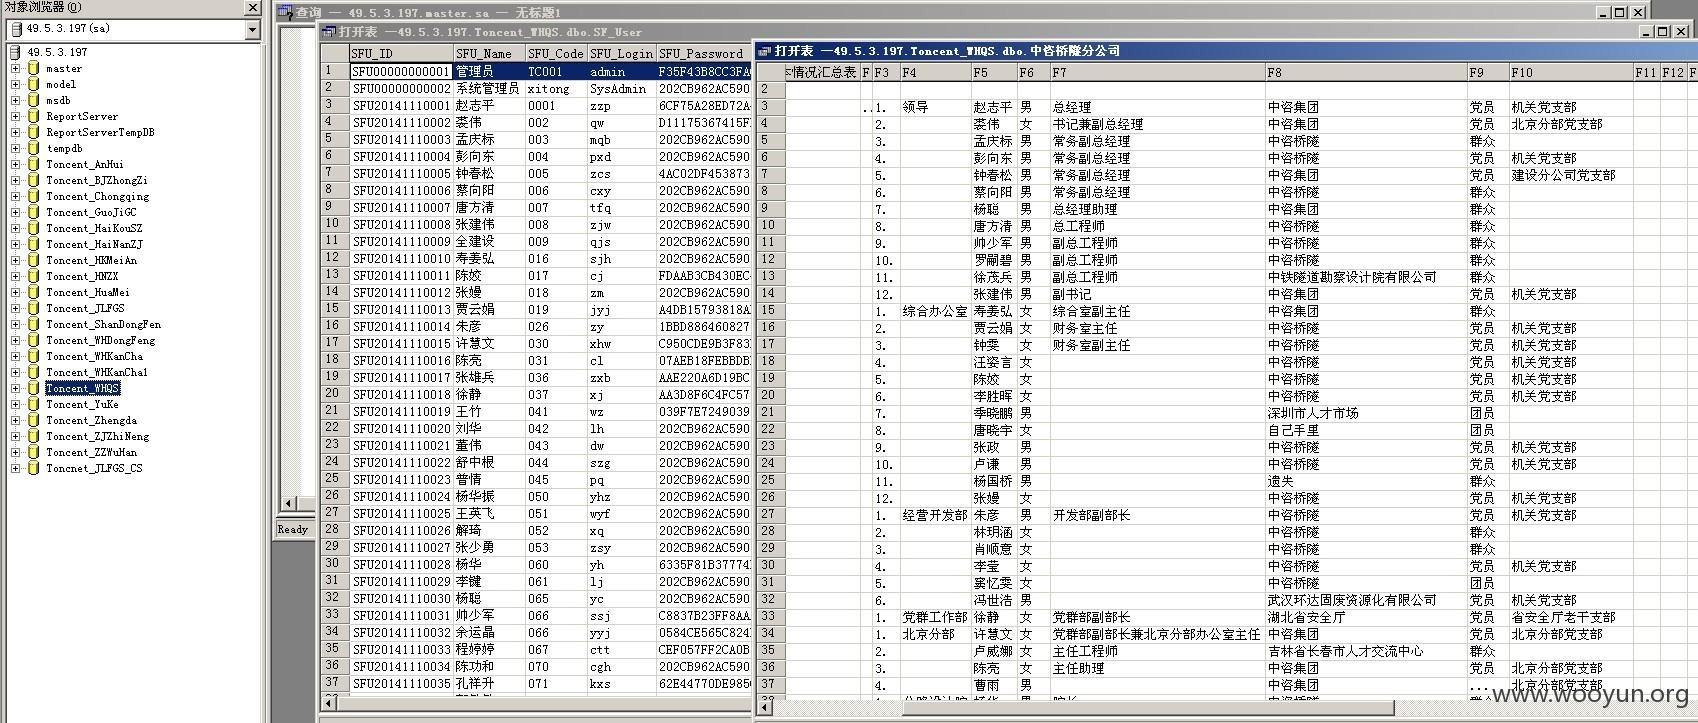 对象浏览器(O)
49.5.3.197(sa)
49.5.3.197
master
model
msdb
ReportServer
ReportServerTempDB
tempdb
Toncent_AnHui
Toncent_BJZhongZi
Toncent_Chongqing
Toncent_GuoJiGC
Toncent_HaiKouSZ
Toncent_HaiNanZJ
Toncent_HKMeiAn
Toncent_HNZX
Toncent_HuaMei
Toncent_JLFGS
Toncent_ShanDongFen
Toncent_WHDongFeng
Toncent_WHKanCha
Toncent_WHKanCha1
Toncent_WHQS
Toncent_YuKe
Toncent_Zhengda
Toncent_ZJZhiNeng
Toncent_ZZWuHan
Toncnet_JLFGS_CS
查询 — 49.5.3.197.master.sa — 无标题1
Ready
打开表 —49.5.3.197.Toncent_WHQS.dbo.SF_User
SFU_ID SFU_Name SFU_Code SFU_Login SFU_Password
1 SFU00000000001 管理员 TC001 admin F35F43B8CC3FA
2 SFU00000000002 系统管理员 xitong SysAdmin 202CB962AC590
3 SFU20141110001 赵志平 0001 zzp 6CF75A28ED72A
4 SFU20141110002 裘伟 002 qw D11175367415F
5 SFU20141110003 孟庆标 003 mqb 202CB962AC590
6 SFU20141110004 彭向东 004 pxd 202CB962AC590
7 SFU20141110005 钟春松 005 zcs 4AC02DF453873
8 SFU20141110006 蔡向阳 006 cxy 202CB962AC590
9 SFU20141110007 唐方清 007 tfq 202CB962AC590
10 SFU20141110008 张建伟 008 zjw 202CB962AC590
11 SFU20141110009 全建设 009 qjs 202CB962AC590
12 SFU20141110010 寿姜弘 016 sjh 202CB962AC590
13 SFU20141110011 陈姣 017 cj FDAAB3CB430EC
14 SFU20141110012 张嫚 018 zm 202CB962AC590
15 SFU20141110013 贾云娟 019 jyj A4DB15793818A
16 SFU20141110014 朱彦 026 zy 1BBD886460827
17 SFU20141110015 许慧文 030 xhw C950CDE9B3F83
18 SFU20141110016 陈亮 031 cl 07AEB18FEBBDB
19 SFU20141110017 张雄兵 036 zxb AAE220A6D19BC
20 SFU20141110018 徐静 037 xj AA3D8F6C4FC57
21 SFU20141110019 王竹 041 wz 039F7E7249039
22 SFU20141110020 刘华 042 lh 202CB962AC590
23 SFU20141110021 董伟 043 dw 202CB962AC590
24 SFU20141110022 舒中根 044 szg 202CB962AC590
25 SFU20141110023 普情 045 pq 202CB962AC590
26 SFU20141110024 杨华振 050 yhz 202CB962AC590
27 SFU20141110025 王英飞 051 wyf 202CB962AC590
28 SFU20141110026 解琦 052 xq 202CB962AC590
29 SFU20141110027 张少勇 053 zsy 202CB962AC590
30 SFU20141110028 杨华 060 yh 6335F81B37774
31 SFU20141110029 李键 061 lj 202CB962AC590
32 SFU20141110030 杨聪 065 yc 202CB962AC590
33 SFU20141110031 帅少军 066 ssj C8837B23FF8AA
34 SFU20141110032 余运晶 066 yyj 0584CE565C824
35 SFU20141110033 程婷婷 067 ctt CEF057FF2CA0B
36 SFU20141110034 陈功和 070 cgh 202CB962AC590
37 SFU20141110035 孔祥升 071 kxs 62E44770DE985
打开表 —49.5.3.197.Toncent_WHQS.dbo.中咨桥隧分公司
情况汇总表 F F3 F4 F5 F6 F7 F8 F9 F10 F11 F12 F
2
3 ..1. 领导 赵志平 男 总经理 中咨集团 党员 机关党支部
4 2. 裘伟 女 书记兼副总经理 中咨集团 党员 北京分部党支部
5 3. 孟庆标 男 常务副总经理 中咨桥隧 群众
6 4. 彭向东 男 常务副总经理 中咨桥隧 党员 机关党支部
7 5. 钟春松 男 常务副总经理 中咨集团 党员 建设分公司党支部
8 6. 蔡向阳 男 常务副总经理 中咨桥隧 群众
9 7. 杨聪 男 总经理助理 中咨集团 群众
10 8. 唐方清 男 总工程师 中咨桥隧 群众
11 9. 帅少军 男 副总工程师 中咨桥隧 群众
12 10. 罗嗣碧 男 副总工程师 中咨桥隧 群众
13 11. 徐茂兵 男 副总工程师 中铁隧道勘察设计院有限公司 群众
14 12. 张建伟 男 副书记 中咨集团 党员 机关党支部
15 1. 综合办公室 寿姜弘 女 综合室副主任 中咨集团 群众
16 2. 贾云娟 女 财务室主任 中咨桥隧 党员 机关党支部
17 3. 钟雯 女 财务室副主任 中咨桥隧 党员 机关党支部
18 4. 汪姿言 女 中咨桥隧 党员 机关党支部
19 5. 陈姣 女 中咨桥隧 党员 机关党支部
20 6. 李胜晖 女 中咨桥隧 党员 机关党支部
21 7. 季晓鹏 男 深圳市人才市场 团员
22 8. 唐晓宇 女 自己手里 团员
23 9. 张政 男 中咨桥隧 党员 机关党支部
24 10. 卢谦 男 中咨桥隧 党员 机关党支部
25 11. 杨国桥 男 遗失 群众
26 12. 张嫚 女 中咨桥隧 党员 机关党支部
27 1. 经营开发部 朱彦 男 开发部副部长 中咨桥隧 党员 机关党支部
28 2. 林玥涵 女 中咨桥隧 群众
29 3. 肖顺意 女 中咨桥隧 群众
30 4. 李莹 女 中咨桥隧 党员 机关党支部
31 5. 窦忆雯 女 中咨桥隧 团员
32 6. 冯世浩 男 武汉环达固废资源化有限公司 党员 机关党支部
33 1. 党群工作部 徐静 女 党群部副部长 湖北省安全厅 党员 省安全厅老干支部
34 1. 北京分部 许慧文 女 党群部副部长兼北京分部办公室主任 中咨集团 党员 北京分部党支部
35 2. 卢威娜 女 主任工程师 吉林省长春市人才交流中心 群众
36 3. 陈亮 女 主任助理 中咨集团 党员 北京分部党支部
37 4. 曹雨 男 ... 北京分部党支部
www.wooyun.org